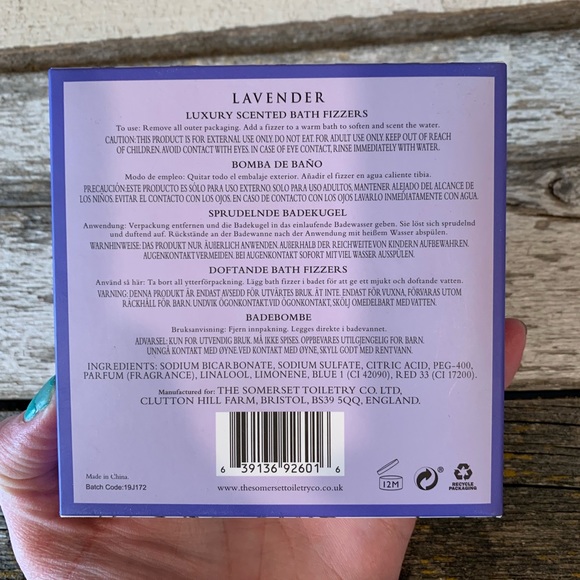 LAVENDER
LUXURY SCENTED BATH FIZZERS
To use: Remove all outer packaging. Add a fizzer to a warm bath to soften and scent the water.
CAUTION:THIS PRODUCT IS FOR EXTERNAL USE ONLY. DO NOT EAT. FOR ADULT USE ONLY. KEEP OUT OF REACH
OF CHILDREN. AVOID CONTACT WITH EYES. IN CASE OF EYE CONTACT, RINSE IMMEDIATELY WITH WATER.
BOMBA DE BAÑO
Modo de empleo: Quitar todo el embalaje exterior. Añadir el fizzer en agua caliente tibia.
PRECAUCIÓN:ESTE PRODUCTO ES SÓLO PARA USO EXTERNO. SOLO PARA USO ADULTOS, MANTENER ALEJADO DEL ALCANCE DE
LOS NIÑOS. EVITAR EL CONTACTO CON LOS OJOS. EN CASO DE CONTACTO CON LOS OJOS LAVARLO INMEDIATAMENTE CON AGUA.
SPRUDELNDE BADEKUGEL
Anwendung: Verpackung entfernen und die Badekugel in das einlaufende Badewasser geben. Sie löst sich sprudelnd
und duftend auf. Rückstände an der Badewanne nach der Anwendung mit heißem Wasser abspülen.
WARNHINWEISE: DAS PRODUKT NUR ÄUßERLICH ANWENDEN. AUßERHALB DER REICHWEITE VON KINDERN AUFBEWAHREN.
AUGENKONTAKT VERMEIDEN. BEI AUGENKONTAKT SOFORT MIT VIEL WASSER AUSSPÜLEN.
DOFTANDE BATH FIZZERS
Använd så här: Ta bort all ytterförpackling. Lägg bath fizzer i badet för att ge ett mjukt och doftande vatten.
VARNING: DENNA PRODUKT ÄR ENDAST AVSEDD FÖR UTVÄRTES BRUK. ÄT INTE. ENDAST FÖR VUXNA, FÖRVARAS UTOM
RÄCKHÅLL FÖR BARN. UNDVIK ÖGONKONTAKT, VID ÖGONKONTAKT, SKÖLJ OMEDELBART MED VATTEN.
BADEBOMBE
Bruksanvisning: Fjern innpakning. Legges direkte i badevannet.
ADVARSEL: KUN FOR UTVENDIG BRUK. MÅ IKKE SPISES. OPPBEVARES UTILGJENGELIG FOR BARN.
UNNGÅ KONTAKT MED ØYNE. VED KONTAKT MED ØYNE, SKYLL GODT MED RENT VANN.
INGREDIENTS: SODIUM BICARBONATE, SODIUM SULFATE, CITRIC ACID, PEG-400,
PARFUM (FRAGRANCE), LINALOOL, LIMONENE, BLUE 1 (CI 42090), RED 33 (CI 17200).
Manufactured for: THE SOMERSET TOILETRY CO. LTD,
CLUTTON HILL FARM, BRISTOL, BS39 5QQ, ENGLAND.
6 39136 92601 6
Made in China.
Batch Code:19J172
www.thesomersettoiletryco.co.uk
12M
RECYCLE
PACKAGING